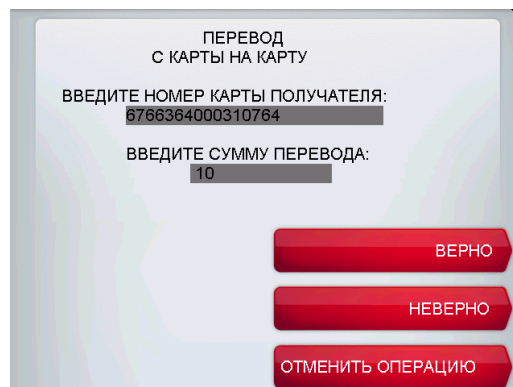 ПЕРЕВОД
С КАРТЫ НА КАРТУ
ВВЕДИТЕ НОМЕР КАРТЫ ПОЛУЧАТЕЛЯ:
6766364000310764
ВВЕДИТЕ СУММУ ПЕРЕВОДА:
10
ВЕРНО
НЕВЕРНО
ОТМЕНИТЬ ОПЕРАЦИЮ